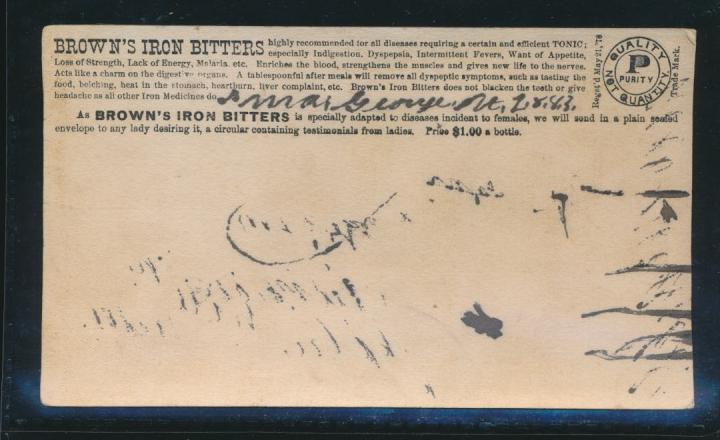 BROWN'S IRON BITTERS highly recommended for all diseases requiring a certain and efficient TONIC;
especially Indigestion, Dyspepsia, Intermittent Fevers, Want of Appetite,
Loss of Strength, Lack of Energy, Malaria, etc. Enriches the blood, strengthens the muscles and gives new life to the nerves.
Acts like a charm on the digestive organs. A tablespoonful after meals will remove all dyspeptic symptoms, such as tasting the
food, belching, heat in the stomach, heartburn, liver complaint, etc. Brown's Iron Bitters does not blacken the teeth or give
headache as all other Iron Medicines do.
George
As BROWN'S IRON BITTERS is specially adapted to diseases incident to females, we will send in a plain sealed
envelope to any lady desiring it, a circular containing testimonials from ladies. Price $1.00 a bottle.
Regst'd May 21, '78
QUALITY
P
PURITY
NOT QUANTITY
Trade Mark.